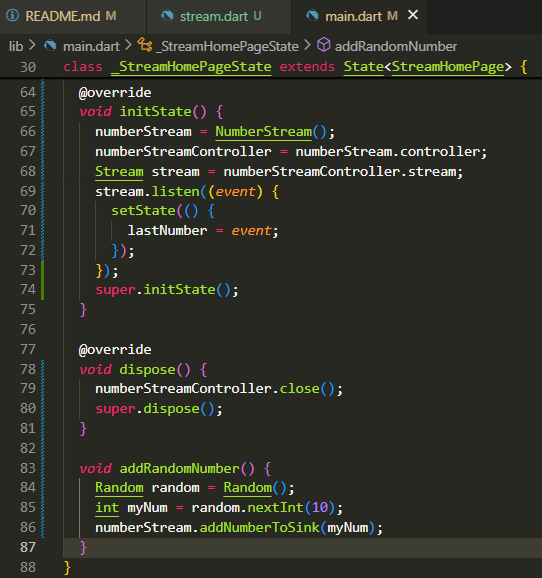 README.md M stream.dart U main.dart M
lib > main.dart > _StreamHomePageState > addRandomNumber
30 class _StreamHomePageState extends State<StreamHomePage> {
64 @override
65 void initState() {
66 numberStream = NumberStream();
67 numberStreamController = numberStream.controller;
68 Stream stream = numberStreamController.stream;
69 stream.listen((event) {
70 setState(() {
71 lastNumber = event;
72 });
73 });
74 super.initState();
75 }
76
77 @override
78 void dispose() {
79 numberStreamController.close();
80 super.dispose();
81 }
82
83 void addRandomNumber() {
84 Random random = Random();
85 int myNum = random.nextInt(10);
86 numberStream.addNumberToSink(myNum);
87 }
88 }